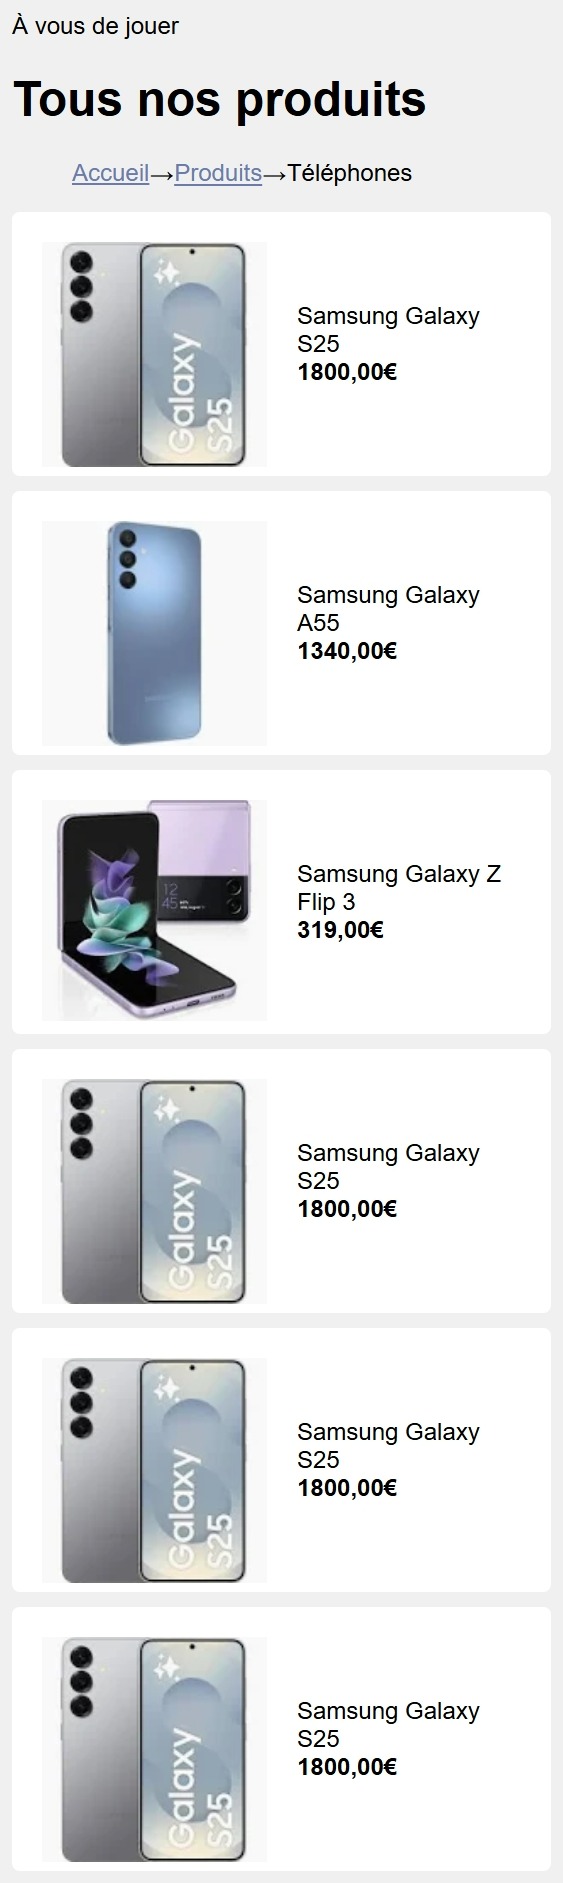 À vous de jouer
Tous nos produits
Accueil→Produits→Téléphones
Galaxy
S25
Samsung Galaxy
S25
1800,00€
Samsung Galaxy
A55
1340,00€
12
45
Samsung Galaxy Z
Flip 3
319,00€
Galaxy
S25
Samsung Galaxy
S25
1800,00€
Galaxy
S25
Samsung Galaxy
S25
1800,00€
Galaxy
S25
Samsung Galaxy
S25
1800,00€